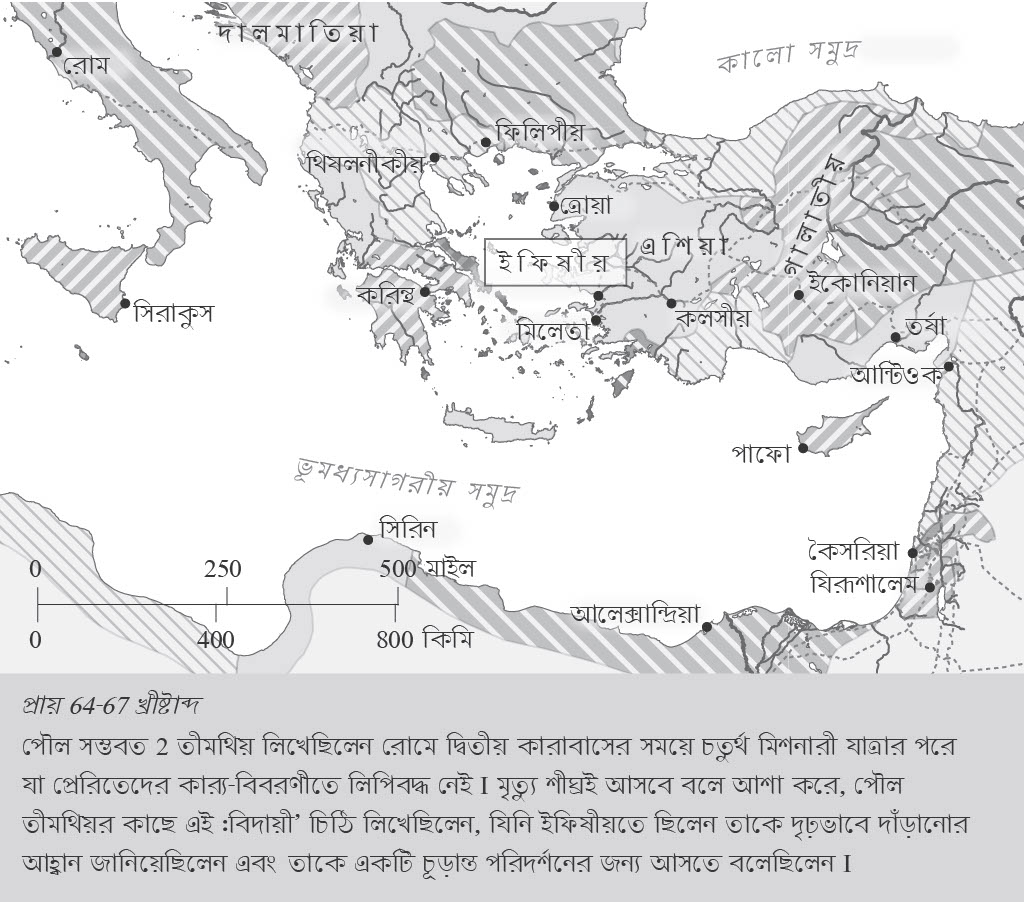 দালমাতিয়া
কালো সমুদ্র
রোম
ফিলিপীয়
থিষলনীকীয়
ত্রোয়া
গালাতীয়
এশিয়া
ইফিষীয়
ইকোনিয়ান
করিন্থ
সিরাকুস
মিলেতা
কলসীয়
তর্ষা
আন্টিওক
পাফো
ভূমধ্যসাগরীয় সমুদ্র
সিরিন
কৈসরিয়া
যিরূশালেম
আলেক্সান্দ্রিয়া
0 250 500 মাইল
0 400 800 কিমি
প্রায় 64-67 খ্রীষ্টাব্দ
পৌল সম্ভবত 2 তীমথিয় লিখেছিলেন রোমে দ্বিতীয় কারাবাসের সময়ে চতুর্থ মিশনারী যাত্রার পরে
যা প্রেরিতেদের কার্য-বিবরণীতে লিপিবদ্ধ নেই I মৃত্যু শীঘ্রই আসবে বলে আশা করে, পৌল
তীমথিয়র কাছে এই :বিদায়ী’ চিঠি লিখেছিলেন, যিনি ইফিষীয়তে ছিলেন তাকে দৃঢ়ভাবে দাঁড়ানোর
আহ্বান জানিয়েছিলেন এবং তাকে একটি চূড়ান্ত পরিদর্শনের জন্য আসতে বলেছিলেন I